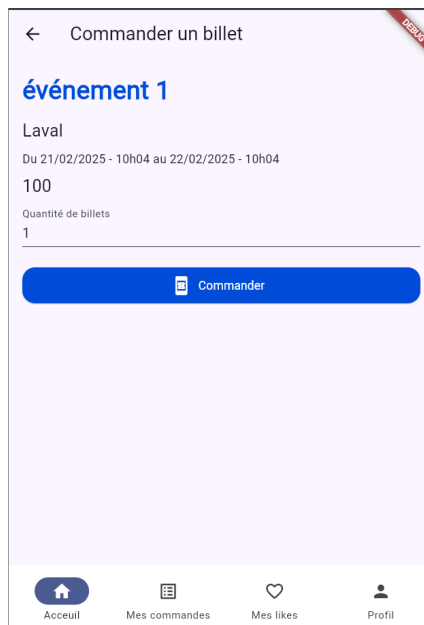 Commander un billet
DEBUG
événement 1
Laval
Du 21/02/2025 - 10h04 au 22/02/2025 - 10h04
100
Quantité de billets
1
Commander
Acceuil
Mes commandes
Mes likes
Profil